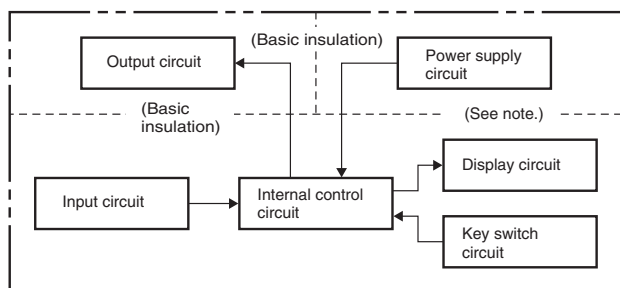 Output circuit
(Basic insulation)
Power supply
circuit
(Basic
insulation)
(See note.)
Display circuit
Input circuit
Internal control
circuit
Key switch
circuit